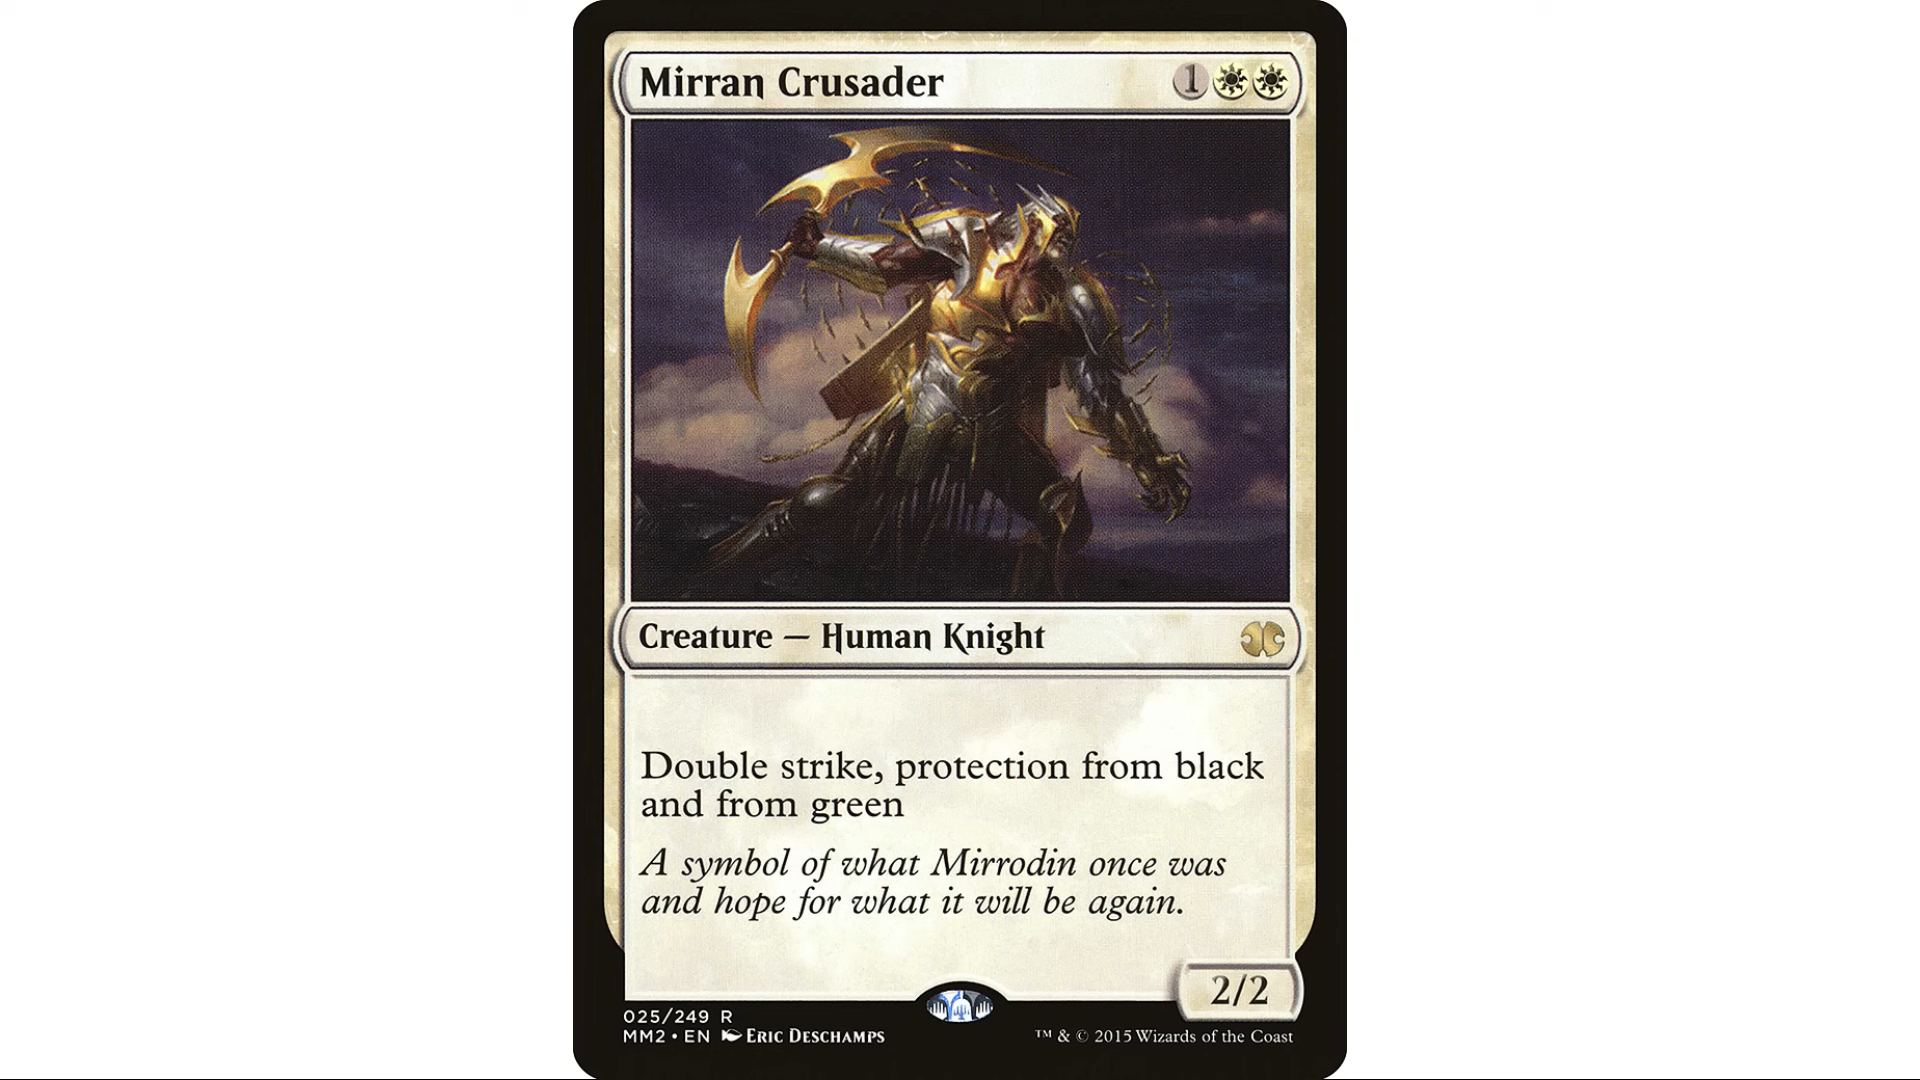 Mirran Crusader 1
Creature — Human Knight
Double strike, protection from black
and from green
A symbol of what Mirrodin once was
and hope for what it will be again.
2/2
025/249 R
MM2 • EN Eric Deschamps
™ & © 2015 Wizards of the Coast